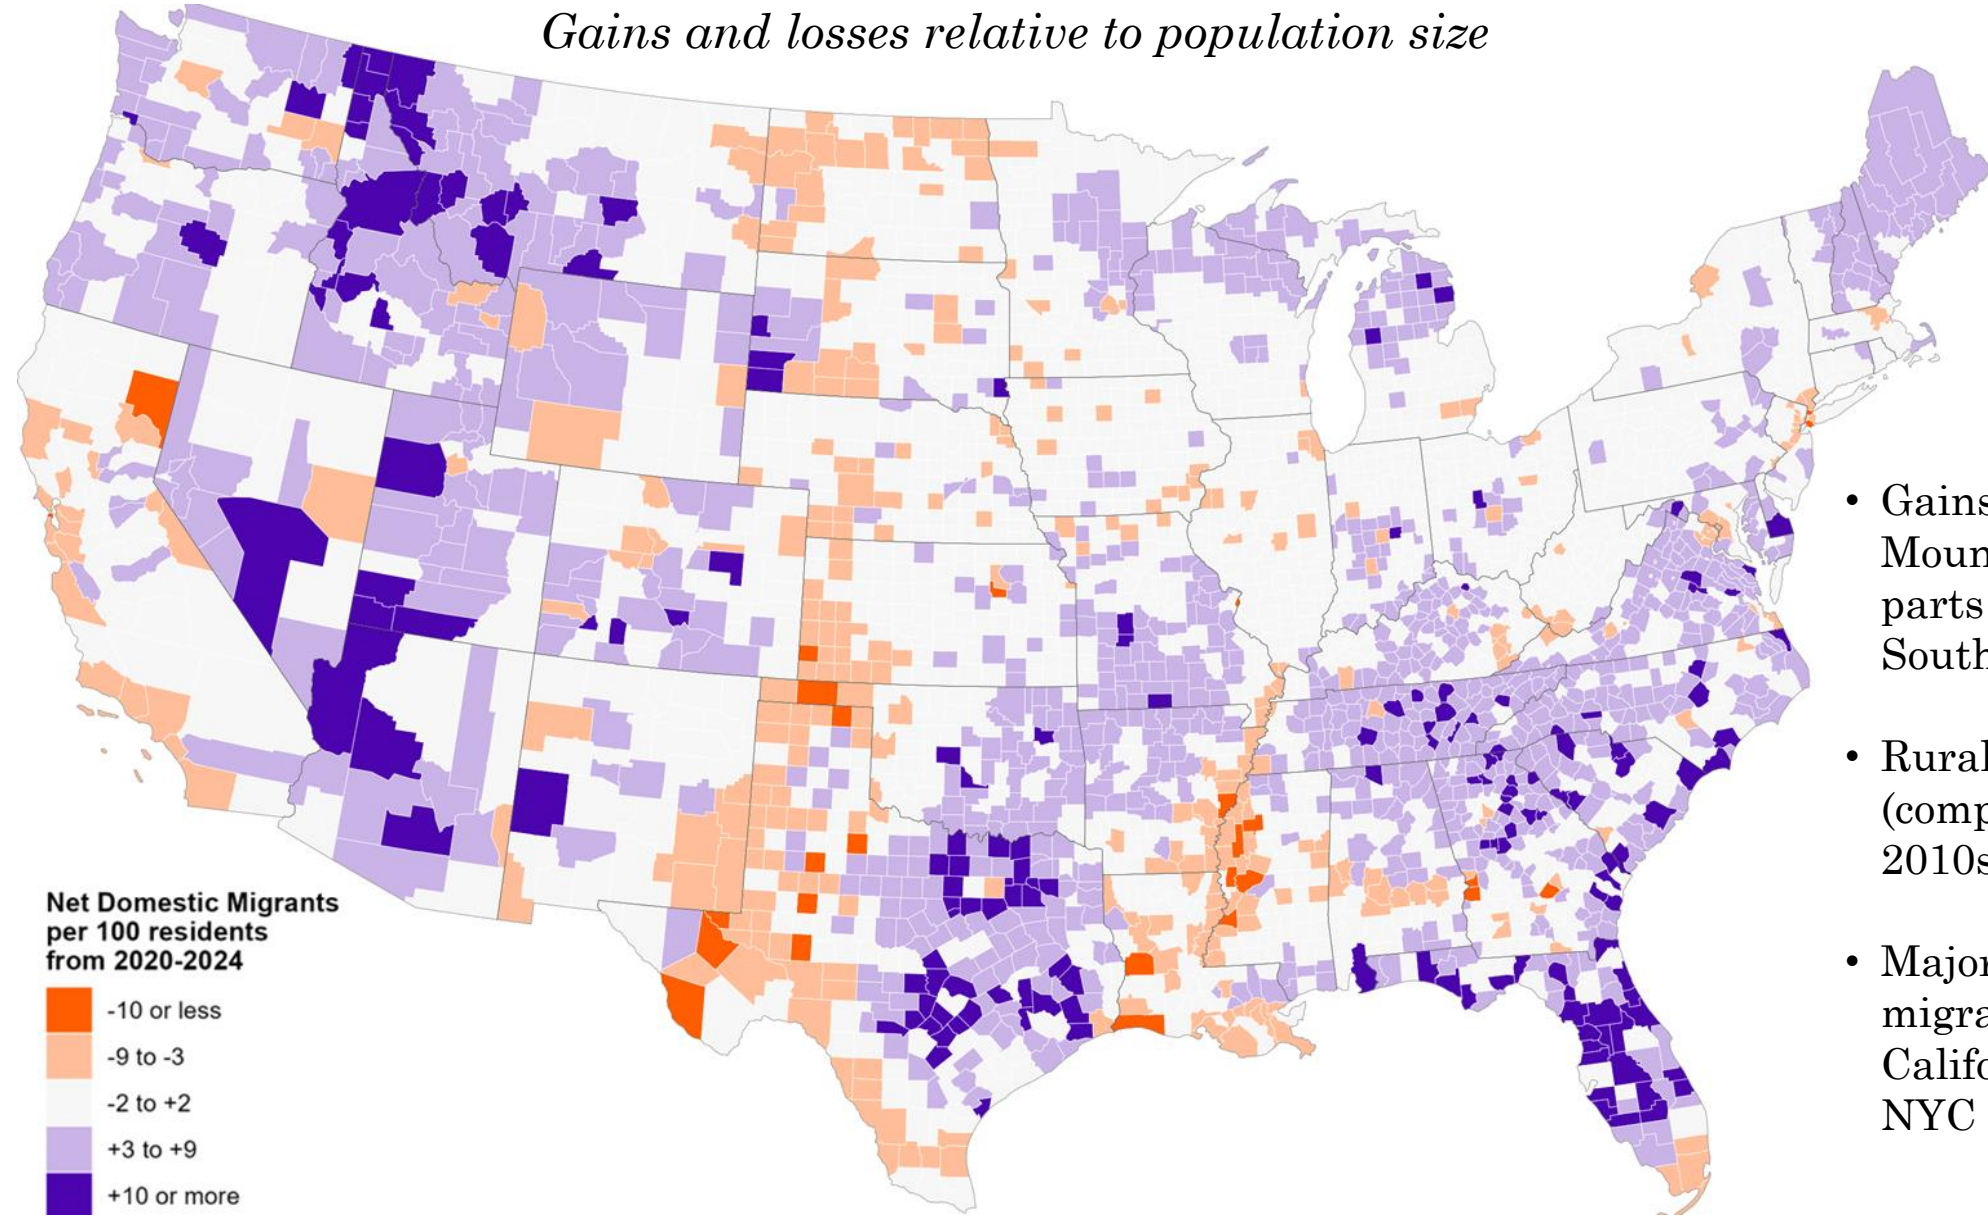 Gains and losses relative to population size
• Gains
Moun
parts
South
• Rural
(comp
2010s
• Major
migra
Califo
NYC
Net Domestic Migrants
per 100 residents
from 2020-2024
-10 or less
-9 to -3
-2 to +2
+3 to +9
+10 or more